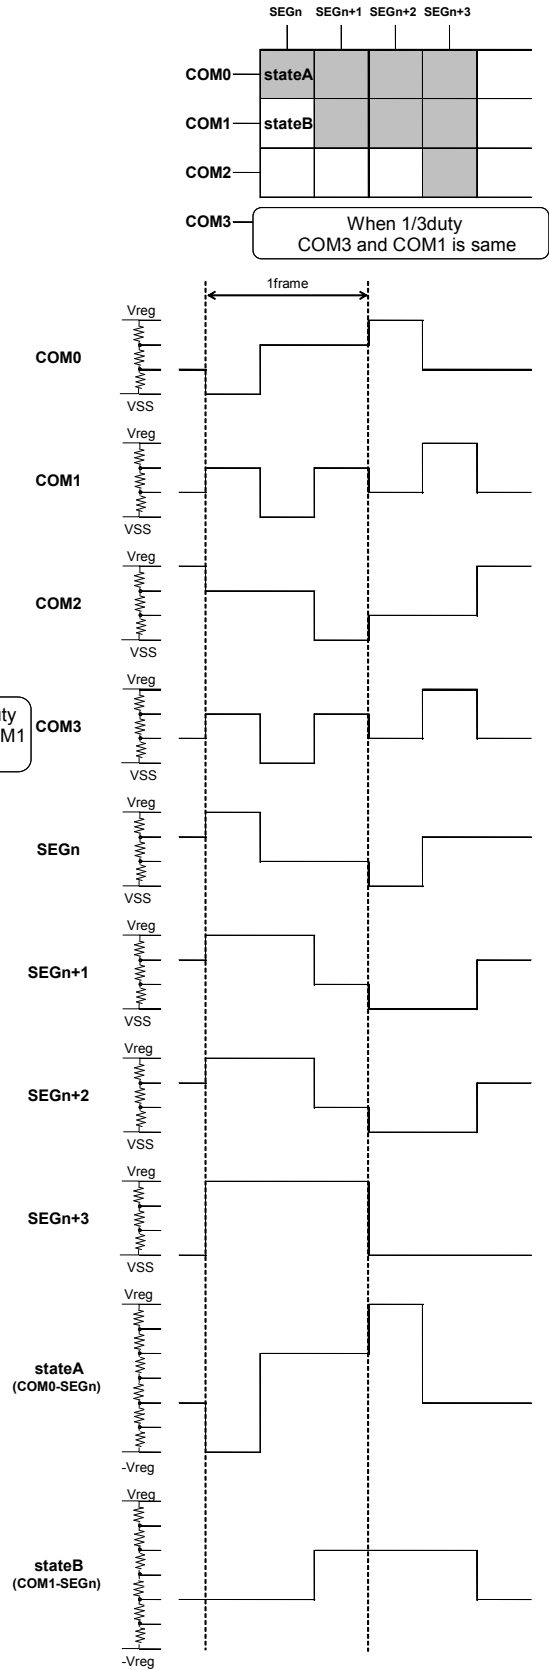 SEGn SEGn+1 SEGn+2 SEGn+3
COM0 stateA
COM1 stateB
COM2
COM3
When 1/3duty
COM3 and COM1 is same
1frame
Vreg
COM0
VSS
Vreg
COM1
VSS
Vreg
COM2
VSS
Vreg
COM3
VSS
Vreg
SEGn
VSS
Vreg
SEGn+1
VSS
Vreg
SEGn+2
VSS
Vreg
SEGn+3
VSS
Vreg
stateA
(COM0-SEGn)
-Vreg
Vreg
stateB
(COM1-SEGn)
-Vreg